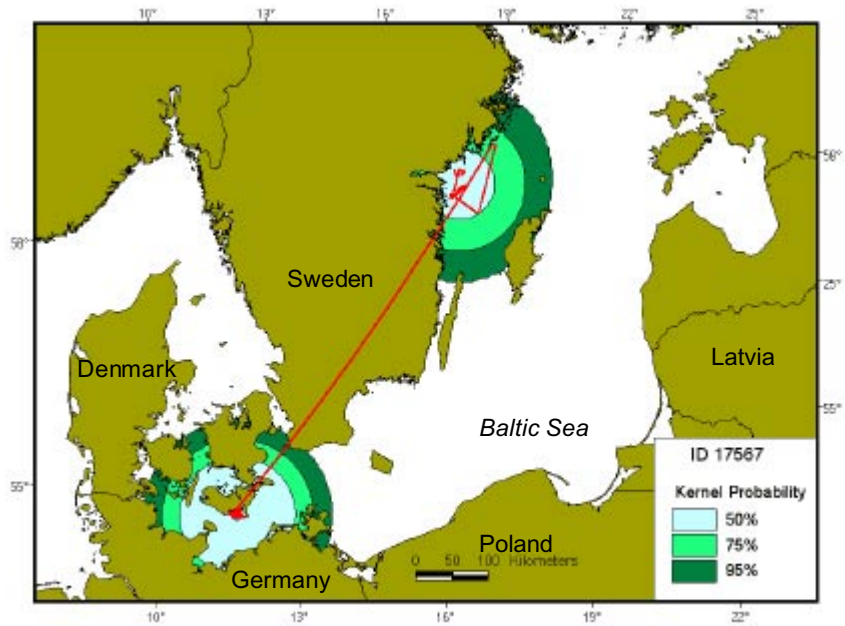 10° 13° 16° 19° 22° 25°
58°
58°
Sweden
25°
Latvia
Denmark
55°
Baltic Sea
ID 17567
55°
Kernel Probability
50%
75%
95%
Poland
0 50 100 Kilometers
Germany
10° 13° 16° 19° 22°